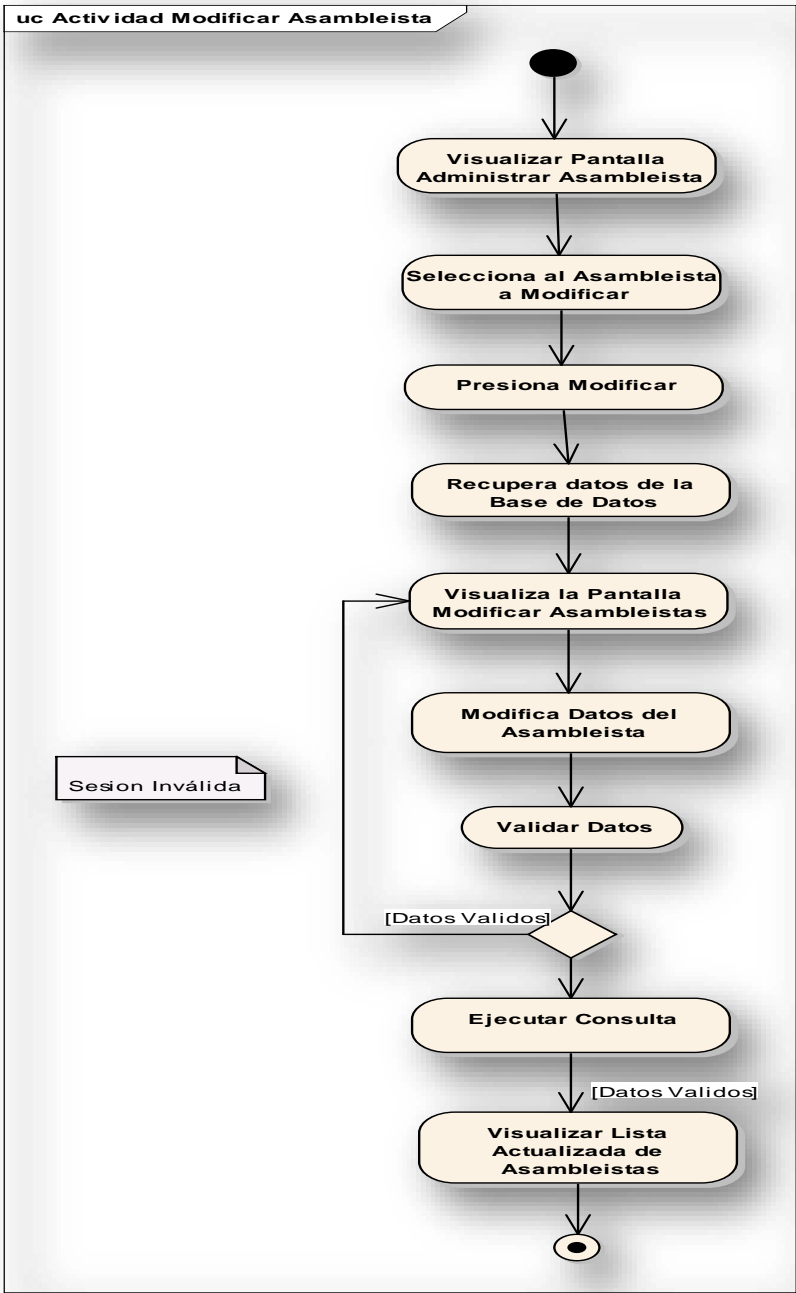 uc Actividad Modificar Asambleista
Visualizar Pantalla
Administrar Asambleista
Selecciona al Asambleista
a Modificar
Presiona Modificar
Recupera datos de la
Base de Datos
Visualiza la Pantalla
Modificar Asambleistas
Modifica Datos del
Asambleista
Sesion Inválida
Validar Datos
[Datos Validos]
Ejecutar Consulta
[Datos Validos]
Visualizar Lista
Actualizada de
Asambleistas